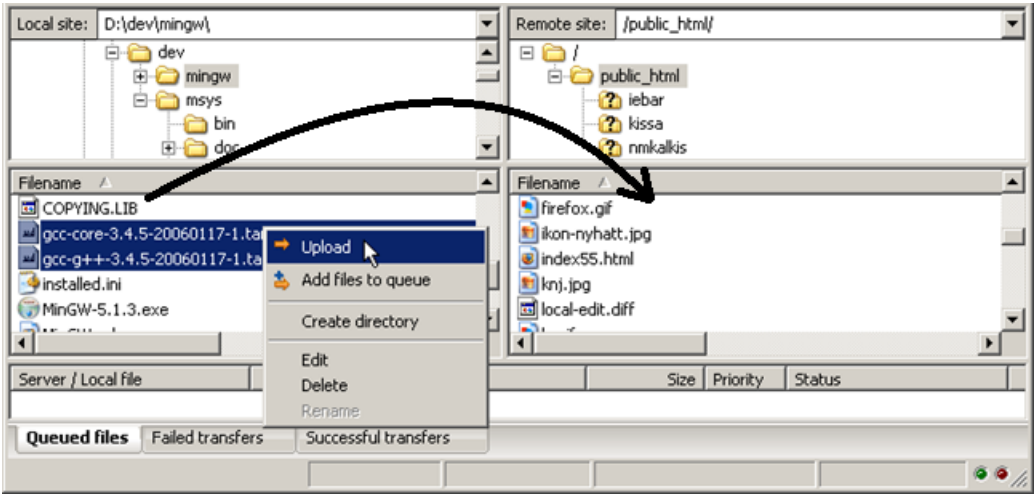 Local site: D:\dev\mingw\
dev
mingw
msys
bin
doc
Remote site: /public_html/
/
public_html
iebar
kissa
nmkalkis
Filename
COPYING.LIB
gcc-core-3.4.5-20060117-1.tar
gcc-g++-3.4.5-20060117-1.ta
installed.ini
MinGW-5.1.3.exe
Upload
Add files to queue
Create directory
Edit
Delete
Rename
Filename
firefox.gif
ikon-nyhatt.jpg
index55.html
knj.jpg
local-edit.diff
Server / Local file
Size Priority Status
Queued files Failed transfers Successful transfers